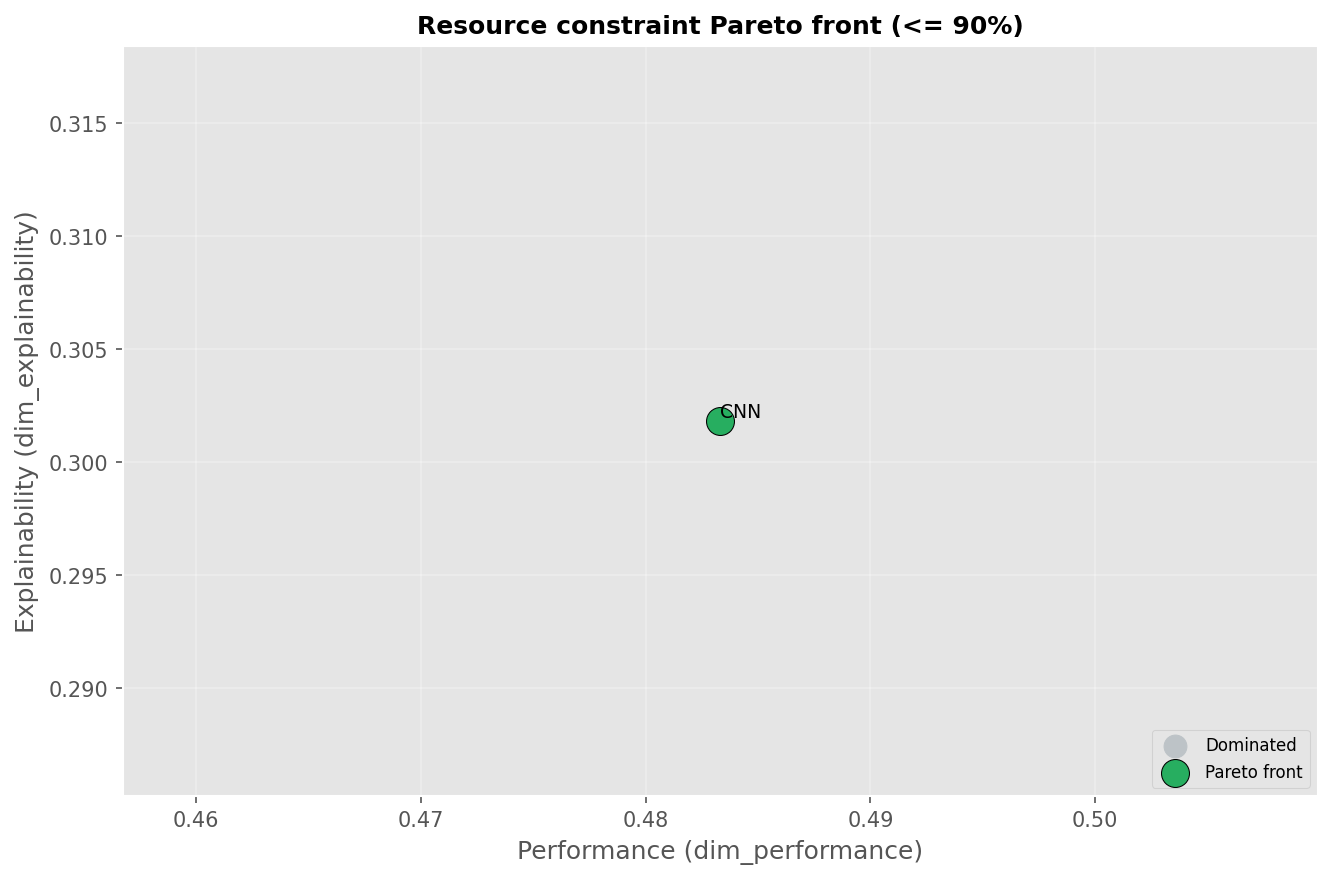 Resource constraint Pareto front (<= 90%)
Explainability (dim_explainability)
0.315
0.310
0.305
0.300
0.295
0.290
CNN
Dominated
Pareto front
0.46 0.47 0.48 0.49 0.50
Performance (dim_performance)